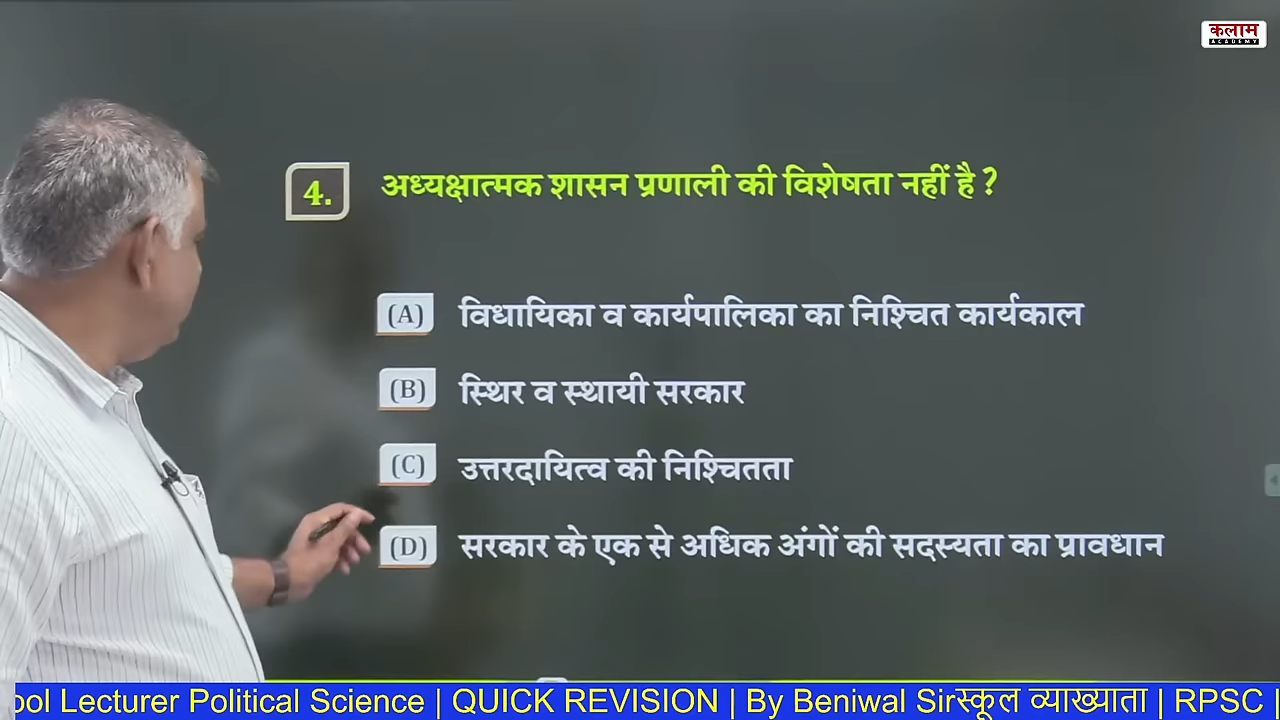 कलाम
ACADEMY
4. अध्यक्षात्मक शासन प्रणाली की विशेषता नहीं है ?
(A) विधायिका व कार्यपालिका का निश्चित कार्यकाल
(B) स्थिर व स्थायी सरकार
(C) उत्तरदायित्व की निश्चितता
(D) सरकार के एक से अधिक अंगों की सदस्यता का प्रावधान
ool Lecturer Political Science | QUICK REVISION | By Beniwal Sirस्कूल व्याख्याता | RPSC |